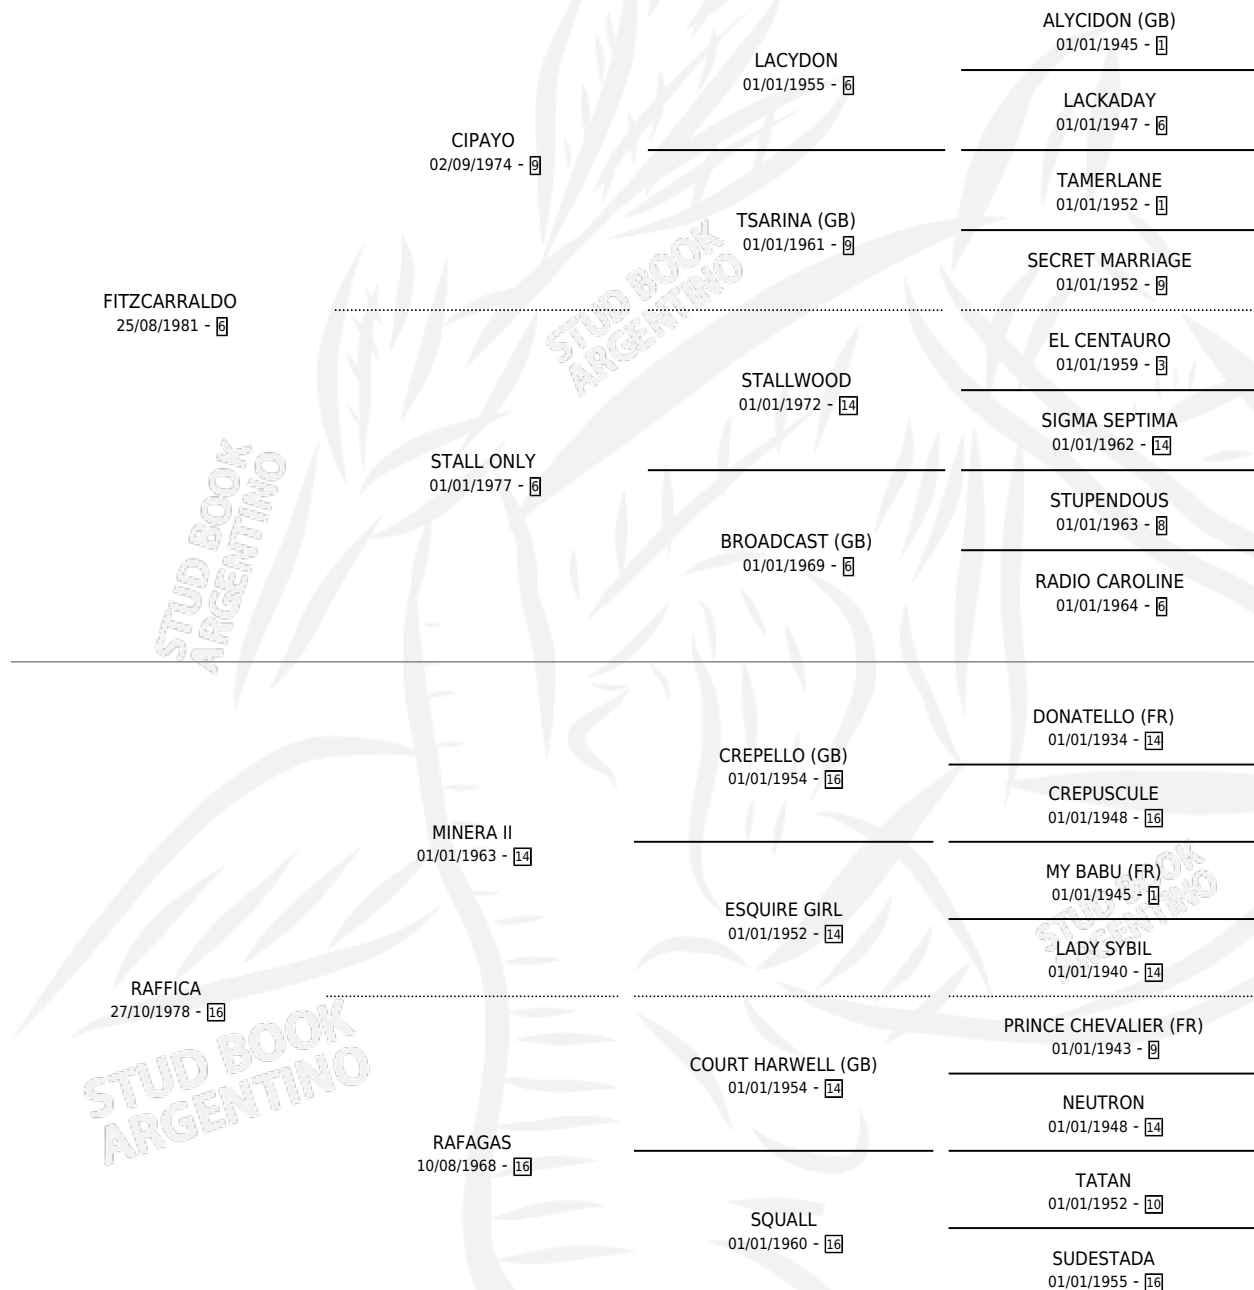 ALYCIDON (GB)
01/01/1945 - 1
LACYDON
01/01/1955 - 6
LACKADAY
01/01/1947 - 6
CIPAYO
02/09/1974 - 9
TAMERLANE
01/01/1952 - 1
TSARINA (GB)
01/01/1961 - 9
SECRET MARRIAGE
01/01/1952 - 9
FITZCARRALDO
25/08/1981 - 6
EL CENTAURO
01/01/1959 - 3
STALLWOOD
01/01/1972 - 14
SIGMA SEPTIMA
01/01/1962 - 14
STALL ONLY
01/01/1977 - 6
STUPENDOUS
01/01/1963 - 8
BROADCAST (GB)
01/01/1969 - 6
RADIO CAROLINE
01/01/1964 - 6
DONATELLO (FR)
01/01/1934 - 14
CREPELLO (GB)
01/01/1954 - 16
CREPUSCULE
01/01/1948 - 16
MINERA II
01/01/1963 - 14
MY BABU (FR)
01/01/1945 - 1
ESQUIRE GIRL
01/01/1952 - 14
LADY SYBIL
01/01/1940 - 14
RAFFICA
27/10/1978 - 16
PRINCE CHEVALIER (FR)
01/01/1943 - 9
COURT HARWELL (GB)
01/01/1954 - 14
NEUTRON
01/01/1948 - 14
RAFAGAS
10/08/1968 - 16
TATAN
01/01/1952 - 10
SQUALL
01/01/1960 - 16
SUDESTADA
01/01/1955 - 16
STUD BOOK
ARGENTINO
STUD BOOK
ARGENTINO
STUD BOOK
ARGENTINO
STUD BOOK
ARGENTINO